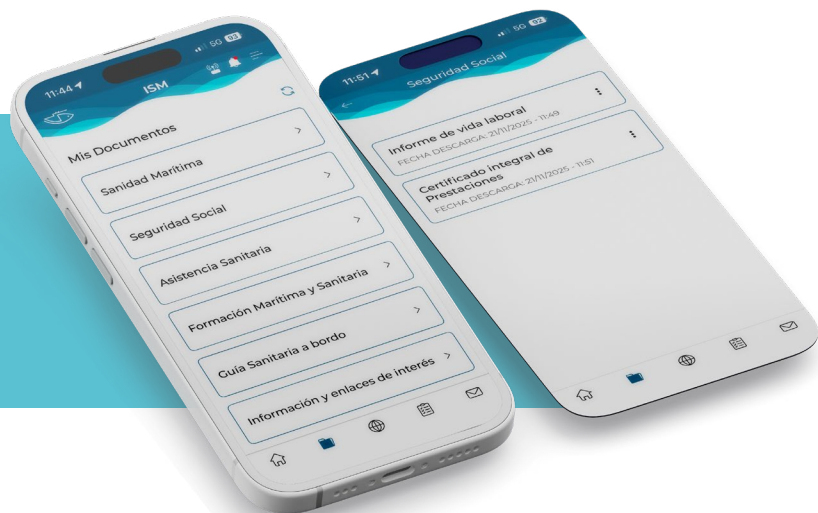 11:44
5G 93
ISM
Mis Documentos
Sanidad Marítima
Seguridad Social
Asistencia Sanitaria
Formación Marítima y Sanitaria
Guía Sanitaria a bordo
Información y enlaces de interés
11:51
5G 92
Seguridad Social
Informe de vida laboral
FECHA DESCARGA: 21/11/2025 - 11:49
Certificado integral de
Prestaciones
FECHA DESCARGA: 21/11/2025 - 11:51